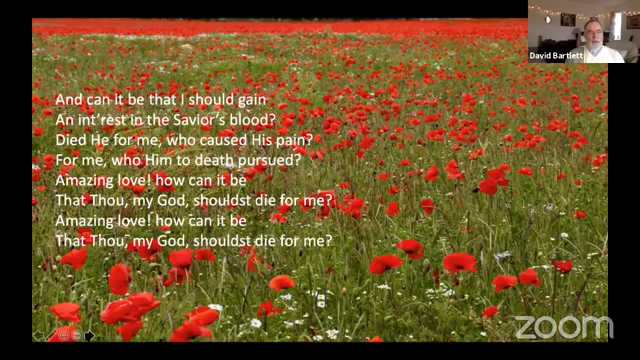 And can it be that I should gain
An int'rest in the Savior's blood?
Died He for me, who caused His pain?
For me, who Him to death pursued?
Amazing love! how can it be
That Thou, my God, shouldst die for me?
Amazing love! how can it be
That Thou, my God, shouldst die for me?
David Bartlett
zoom